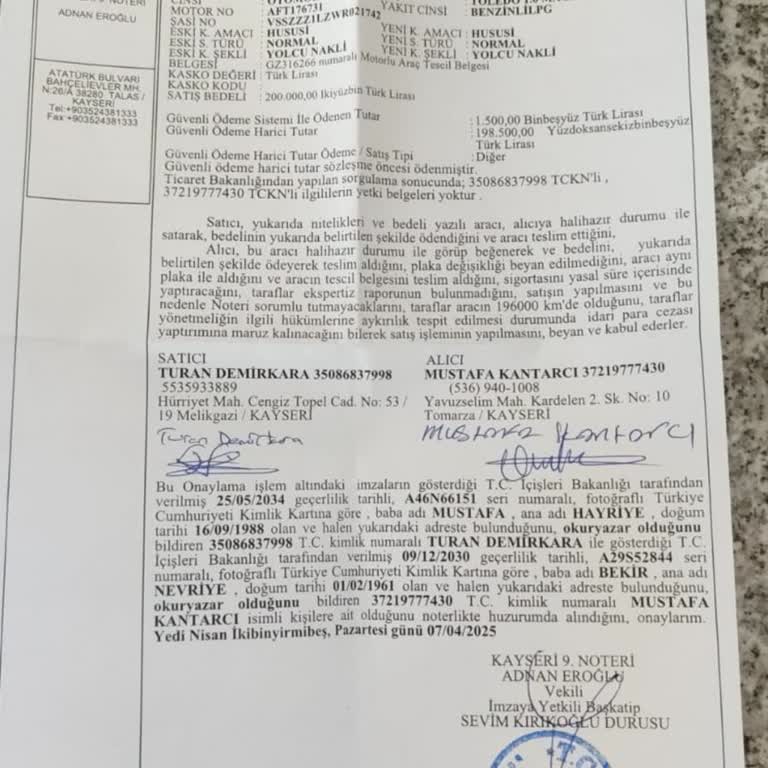 ADNAN EROĞLU
ATATÜRK BULVARI
BAHÇELİEVLER MH.
N:26/A 38280 TALAS /
KAYSERİ
Tel:+903524381333
Fax:+903524381333
MOTOR NO AFT176731 YAKIT CİNSİ BENZİNLİLPG
ŞASİ NO VSSZZZ1LZWR021742
ESKİ K. AMACI : HUSUSİ YENİ K. AMACI : HUSUSİ
ESKİ S. TÜRÜ : NORMAL YENİ S. TÜRÜ : NORMAL
ESKİ K. ŞEKLİ : YOLCU NAKLİ YENİ K. ŞEKLİ : YOLCU NAKLİ
BELGESİ : GZ316266 numaralı Motorlu Araç Tescil Belgesi
KASKO DEĞERİ : Türk Lirası
KASKO KODU :
SATIŞ BEDELİ : 200.000,00 İkiyüzbin Türk Lirası
Güvenli Ödeme Sistemi İle Ödenen Tutar : 1.500,00 Binbeşyüz Türk Lirası
Güvenli Ödeme Harici Tutar : 198.500,00 Yüzdoksansekizbinbeşyüz
Türk Lirası
Güvenli Ödeme Harici Tutar Ödeme / Satış Tipi : Diğer
Güvenli ödeme harici tutar sözleşme öncesi ödenmiştir.
Ticaret Bakanlığından yapılan sorgulama sonucunda; 35086837998 TCKN'li ,
37219777430 TCKN'li ilgililerin yetki belgeleri yoktur .
Satıcı, yukarıda nitelikleri ve bedeli yazılı aracı, alıcıya halihazır durumu ile
satarak, bedelinin yukarıda belirtilen şekilde ödendiğini ve aracı teslim ettiğini,
Alıcı, bu aracı halihazır durumu ile görüp beğenerek ve bedelini, yukarıda
belirtilen şekilde ödeyerek teslim aldığını, plaka değişikliği beyan edilmediğini, aracı aynı
plaka ile aldığını ve aracın tescil belgesini teslim aldığını, sigortasını yasal süre içerisinde
yaptıracağını, taraflar ekspertiz raporunun bulunmadığını, satışın yapılmasını ve bu
nedenle Noteri sorumlu tutmayacaklarını, taraflar aracın 196000 km'de olduğunu, taraflar
yönetmeliğin ilgili hükümlerine aykırılık tespit edilmesi durumunda idari para cezası
yaptırımına maruz kalınacağını bilerek satış işleminin yapılmasını, beyan ve kabul ederler.
SATICI ALICI
TURAN DEMİRKARA 35086837998 MUSTAFA KANTARCI 37219777430
5535933889 (536) 940-1008
Hürriyet Mah. Cengiz Topel Cad. No: 53 / Yavuzselim Mah. Kardelen 2. Sk. No: 10
19 Melikgazi / KAYSERİ Tomarza / KAYSERİ
Turan Demirkara MUSTAFA KANTARCI
Bu Onaylama işlem altındaki imzaların gösterdiği T.C. İçişleri Bakanlığı tarafından
verilmiş 25/05/2034 geçerlilik tarihli, A46N66151 seri numaralı, fotoğraflı Türkiye
Cumhuriyeti Kimlik Kartına göre , baba adı MUSTAFA , ana adı HAYRİYE , doğum
tarihi 16/09/1988 olan ve halen yukarıdaki adreste bulunduğunu, okuryazar olduğunu
bildiren 35086837998 T.C. kimlik numaralı TURAN DEMİRKARA ile gösterdiği T.C.
İçişleri Bakanlığı tarafından verilmiş 09/12/2030 geçerlilik tarihli, A29S52844 seri
numaralı, fotoğraflı Türkiye Cumhuriyeti Kimlik Kartına göre , baba adı BEKİR , ana adı
NEVRİYE , doğum tarihi 01/02/1961 olan ve halen yukarıdaki adreste bulunduğunu,
okuryazar olduğunu bildiren 37219777430 T.C. kimlik numaralı MUSTAFA
KANTARCI isimli kişilere ait olduğunu noterlikte huzurumda alındığını, onaylarım.
Yedi Nisan İkibinyirmibeş, Pazartesi günü 07/04/2025
KAYSERİ 9. NOTERİ
ADNAN EROĞLU
Vekili
İmzaya Yetkili Başkatip
SEVİM KIRIKOĞLU DURUSU
T.C.